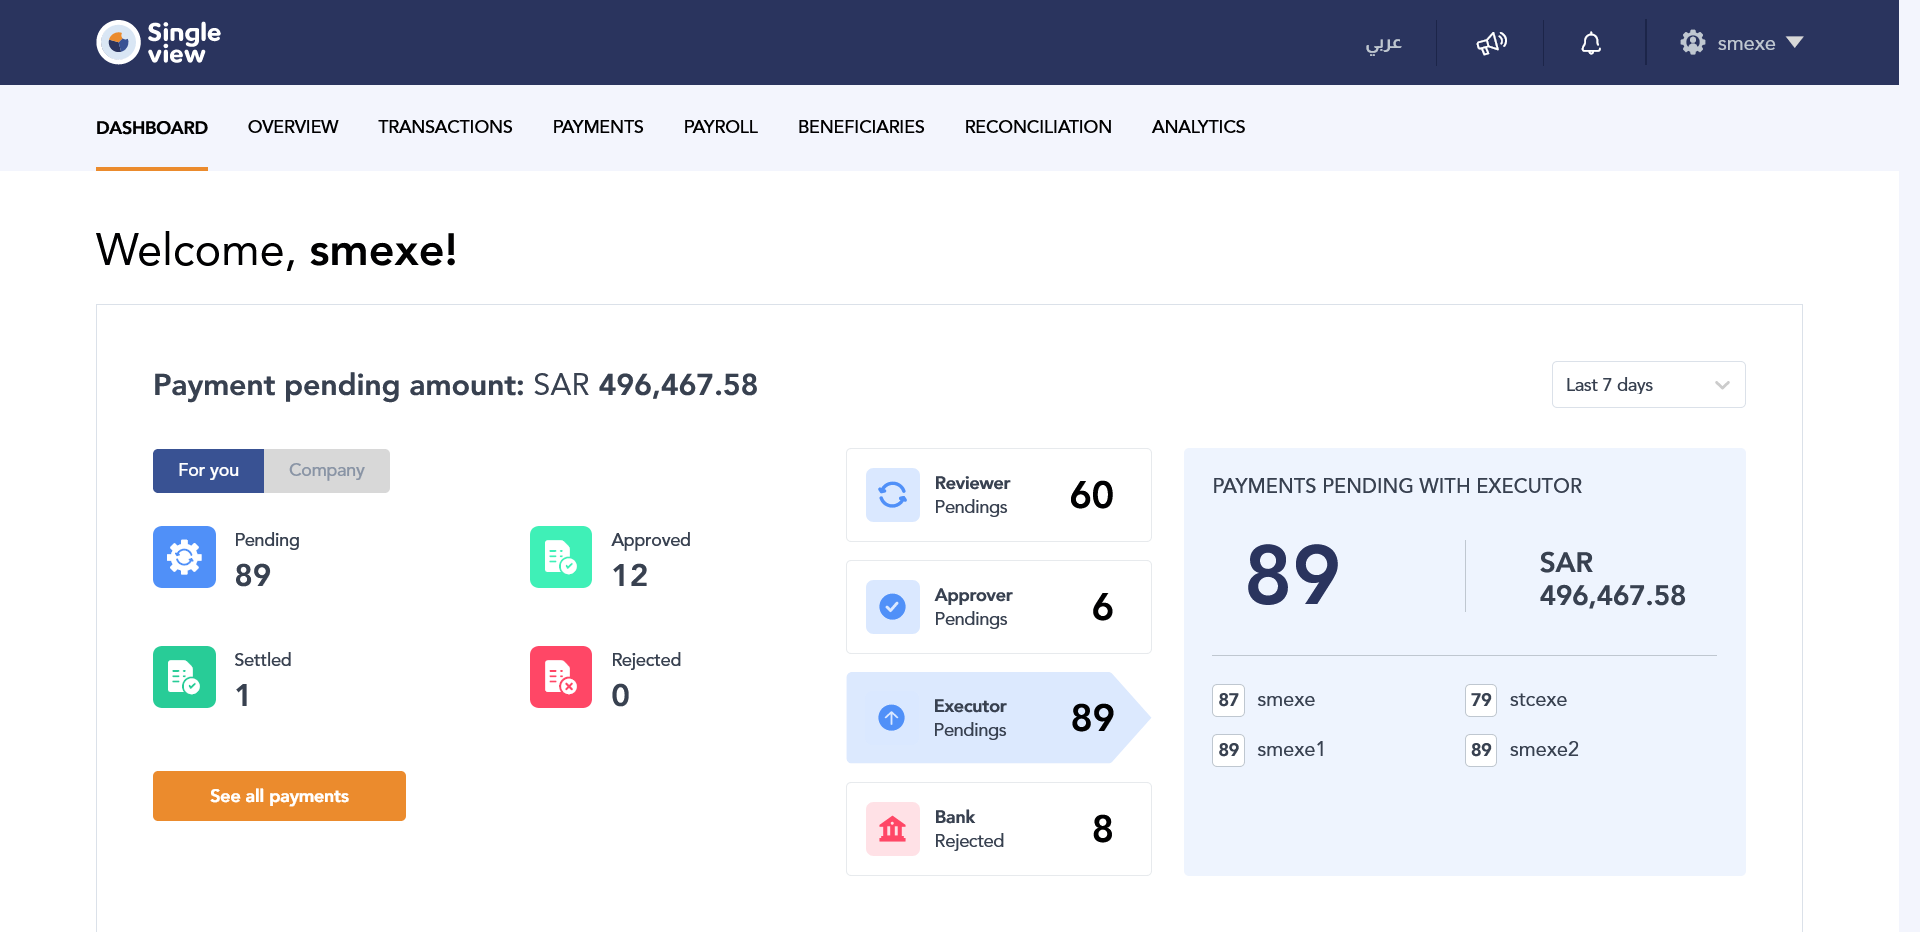 Single
view
عربي
smexe
DASHBOARD
OVERVIEW
TRANSACTIONS
PAYMENTS
PAYROLL
BENEFICIARIES
RECONCILIATION
ANALYTICS
Welcome, smexe!
Payment pending amount: SAR 496,467.58
Last 7 days
For you
Company
Pending
89
Approved
12
Settled
1
Rejected
0
See all payments
Reviewer
Pendings
60
Approver
Pendings
6
Executor
Pendings
89
Bank
Rejected
8
PAYMENTS PENDING WITH EXECUTOR
89
SAR
496,467.58
87 smexe
79 stcexe
89 smexe1
89 smexe2